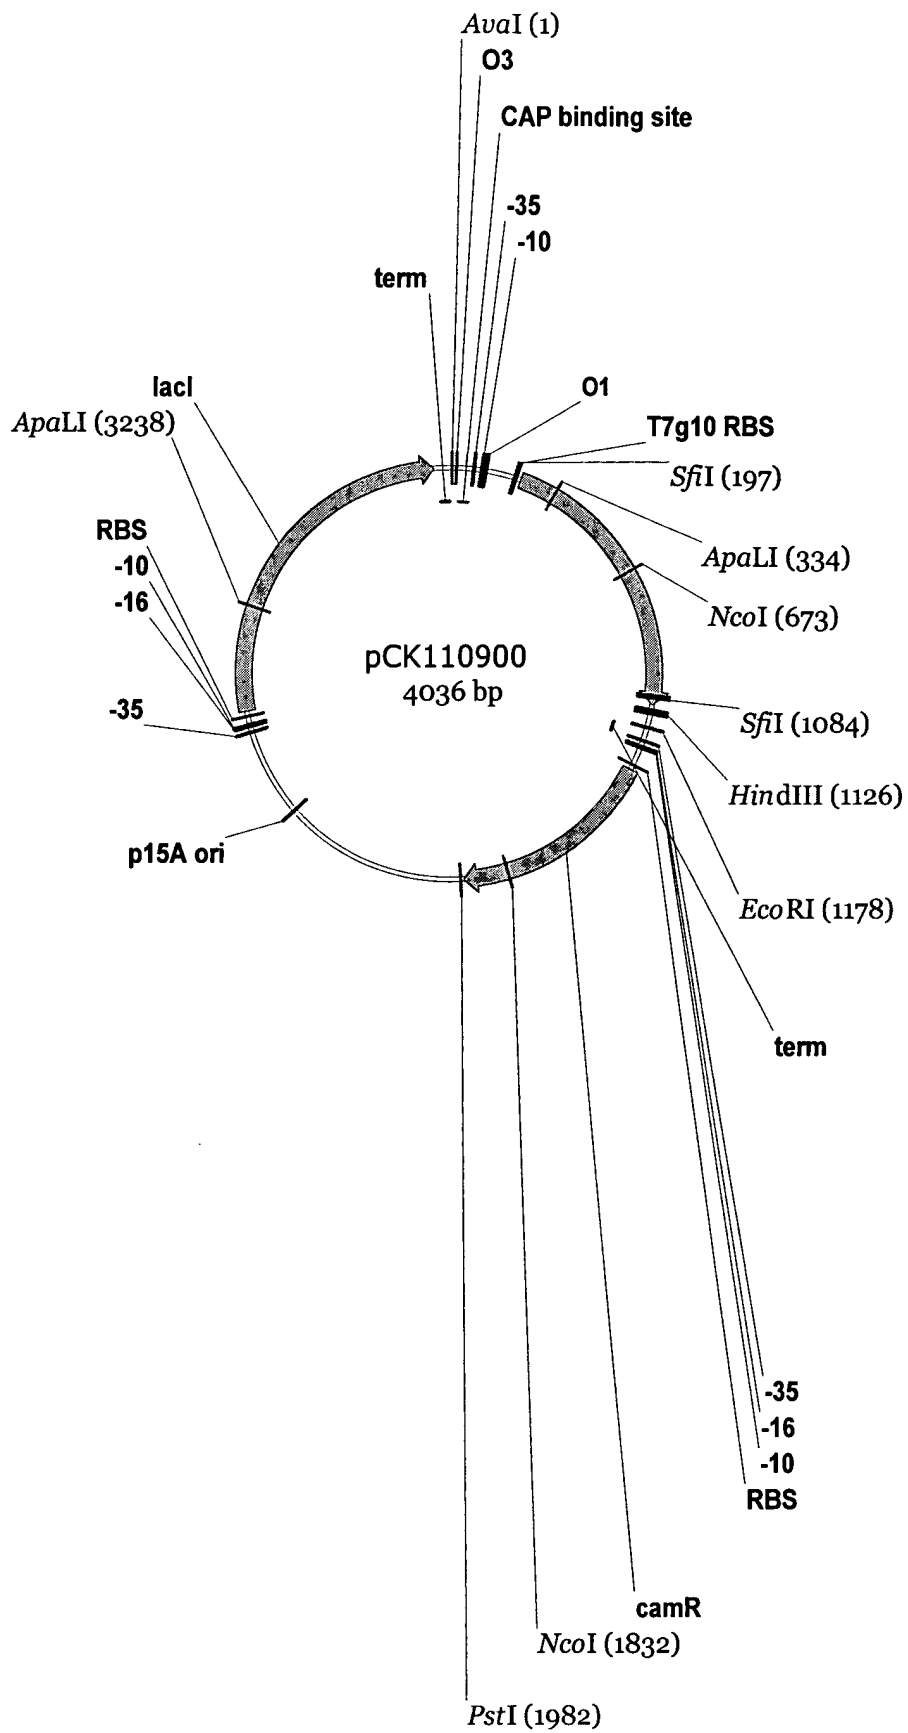 AvaI (1)
O3
CAP binding site
-35
-10
term
lacI
O1
ApaLI (3238)
T7g10 RBS
SfiI (197)
RBS
-10
-16
ApaLI (334)
NcoI (673)
pCK110900
4036 bp
-35
SfiI (1084)
HindIII (1126)
p15A ori
EcoRI (1178)
term
-35
-16
-10
RBS
camR
NcoI (1832)
PstI (1982)